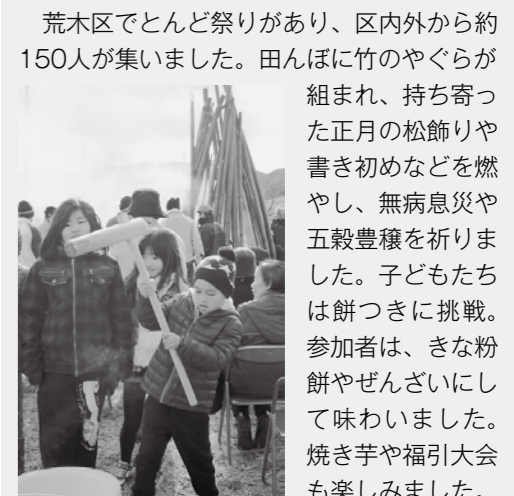 荒木区でとんど祭りがあり、区内外から約
150人が集いました。田んぼに竹のやぐらが
組まれ、持ち寄っ
た正月の松飾りや
書き初めなどを燃
やし、無病息災や
五穀豊穣を祈りま
した。子どもたち
は餅つきに挑戦。
参加者は、きな粉
餅やぜんざいにし
て味わいました。
焼き芋や福引大会
も楽しみました。